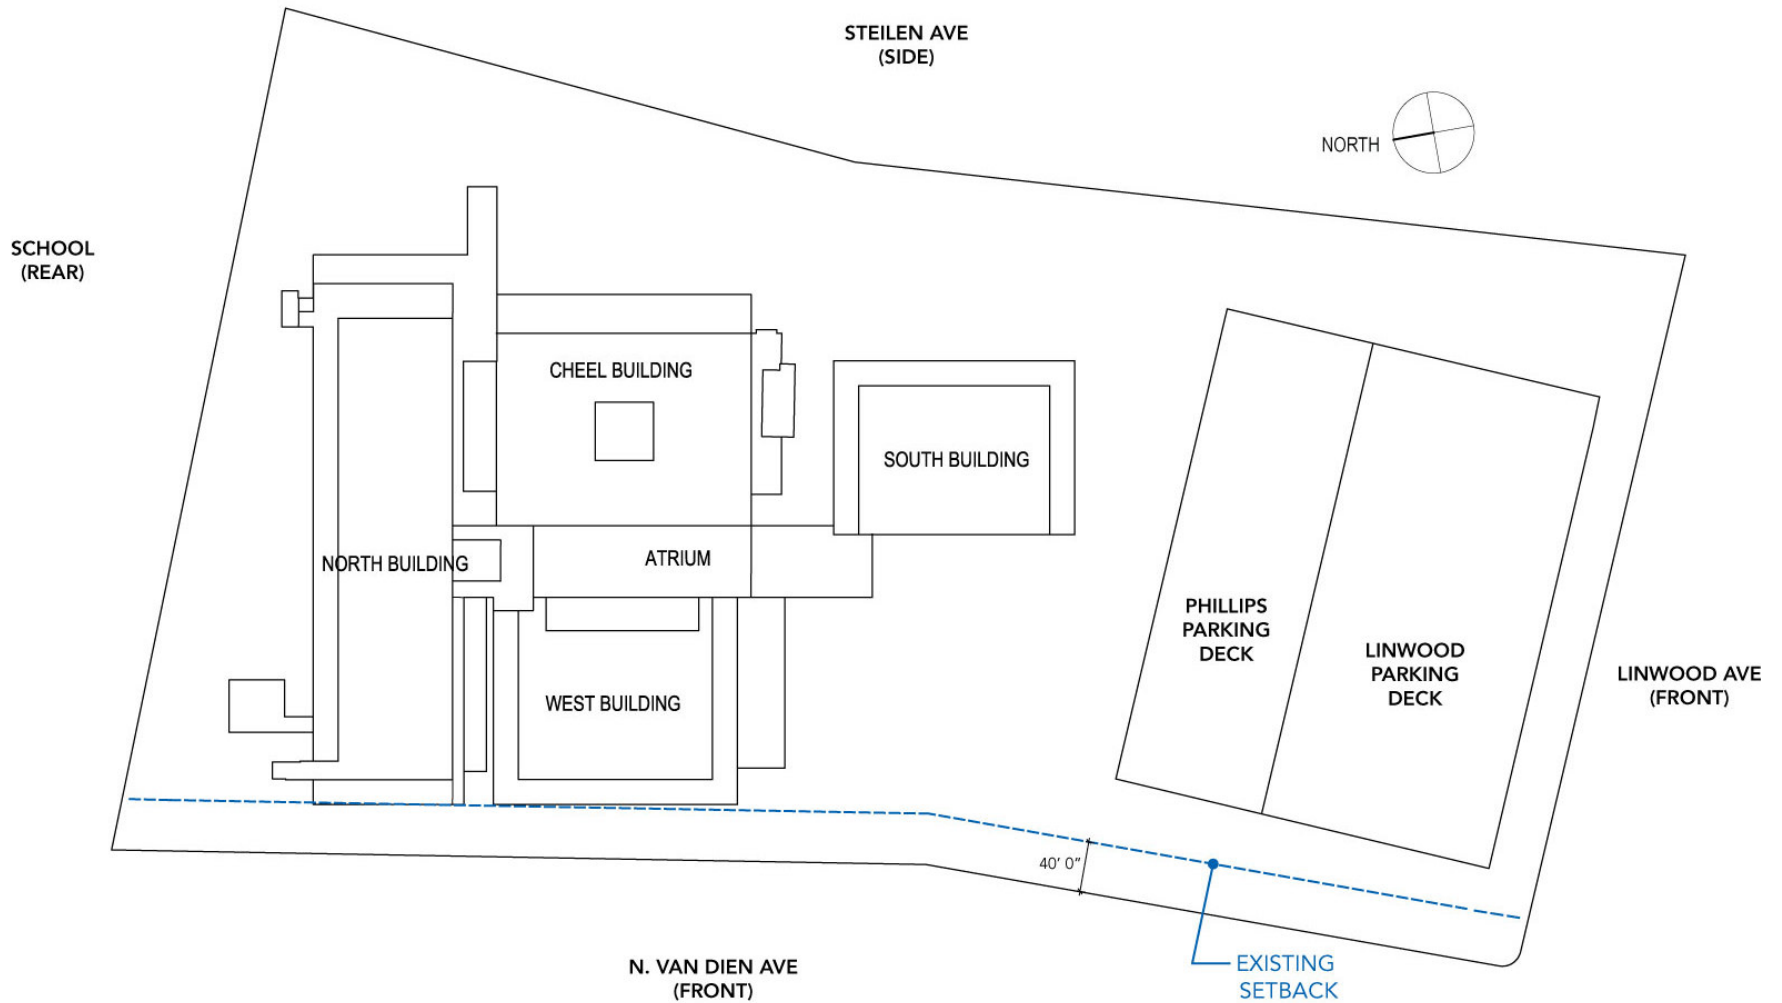 STEILEN AVE
(SIDE)
NORTH
SCHOOL
(REAR)
CHEEL BUILDING
SOUTH BUILDING
NORTH BUILDING
ATRIUM
PHILLIPS
PARKING
DECK
LINWOOD
PARKING
DECK
LINWOOD AVE
(FRONT)
WEST BUILDING
40' 0"
N. VAN DIEN AVE
(FRONT)
EXISTING
SETBACK